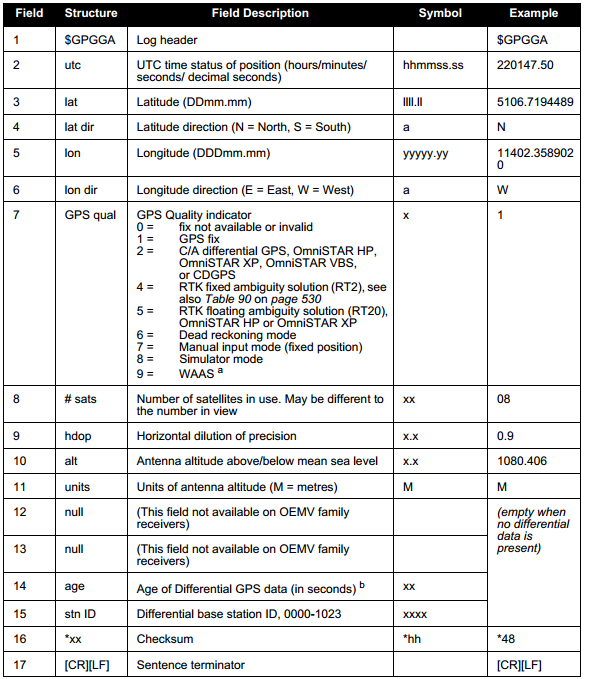 Field Structure Field Description Symbol Example
1 $GPGGA Log header $GPGGA
2 utc UTC time status of position (hours/minutes/ hhmmss.ss 220147.50
seconds/ decimal seconds)
3 lat Latitude (DDmm.mm) llll.ll 5106.7194489
4 lat dir Latitude direction (N = North, S = South) a N
5 lon Longitude (DDDmm.mm) yyyyy.yy 11402.358902
0
6 lon dir Longitude direction (E = East, W = West) a W
7 GPS qual GPS Quality indicator x 1
0 = fix not available or invalid
1 = GPS fix
2 = C/A differential GPS, OmniSTAR HP,
OmniSTAR XP, OmniSTAR VBS,
or CDGPS
4 = RTK fixed ambiguity solution (RT2), see
also Table 90 on page 530
5 = RTK floating ambiguity solution (RT20),
OmniSTAR HP or OmniSTAR XP
6 = Dead reckoning mode
7 = Manual input mode (fixed position)
8 = Simulator mode
9 = WAAS a
8 # sats Number of satellites in use. May be different to xx 08
the number in view
9 hdop Horizontal dilution of precision x.x 0.9
10 alt Antenna altitude above/below mean sea level x.x 1080.406
11 units Units of antenna altitude (M = metres) M M
12 null (This field not available on OEMV family (empty when
receivers) no differential
data is
13 null (This field not available on OEMV family present)
receivers)
14 age Age of Differential GPS data (in seconds) b xx
15 stn ID Differential base station ID, 0000-1023 xxxx
16 *xx Checksum *hh *48
17 [CR][LF] Sentence terminator [CR][LF]